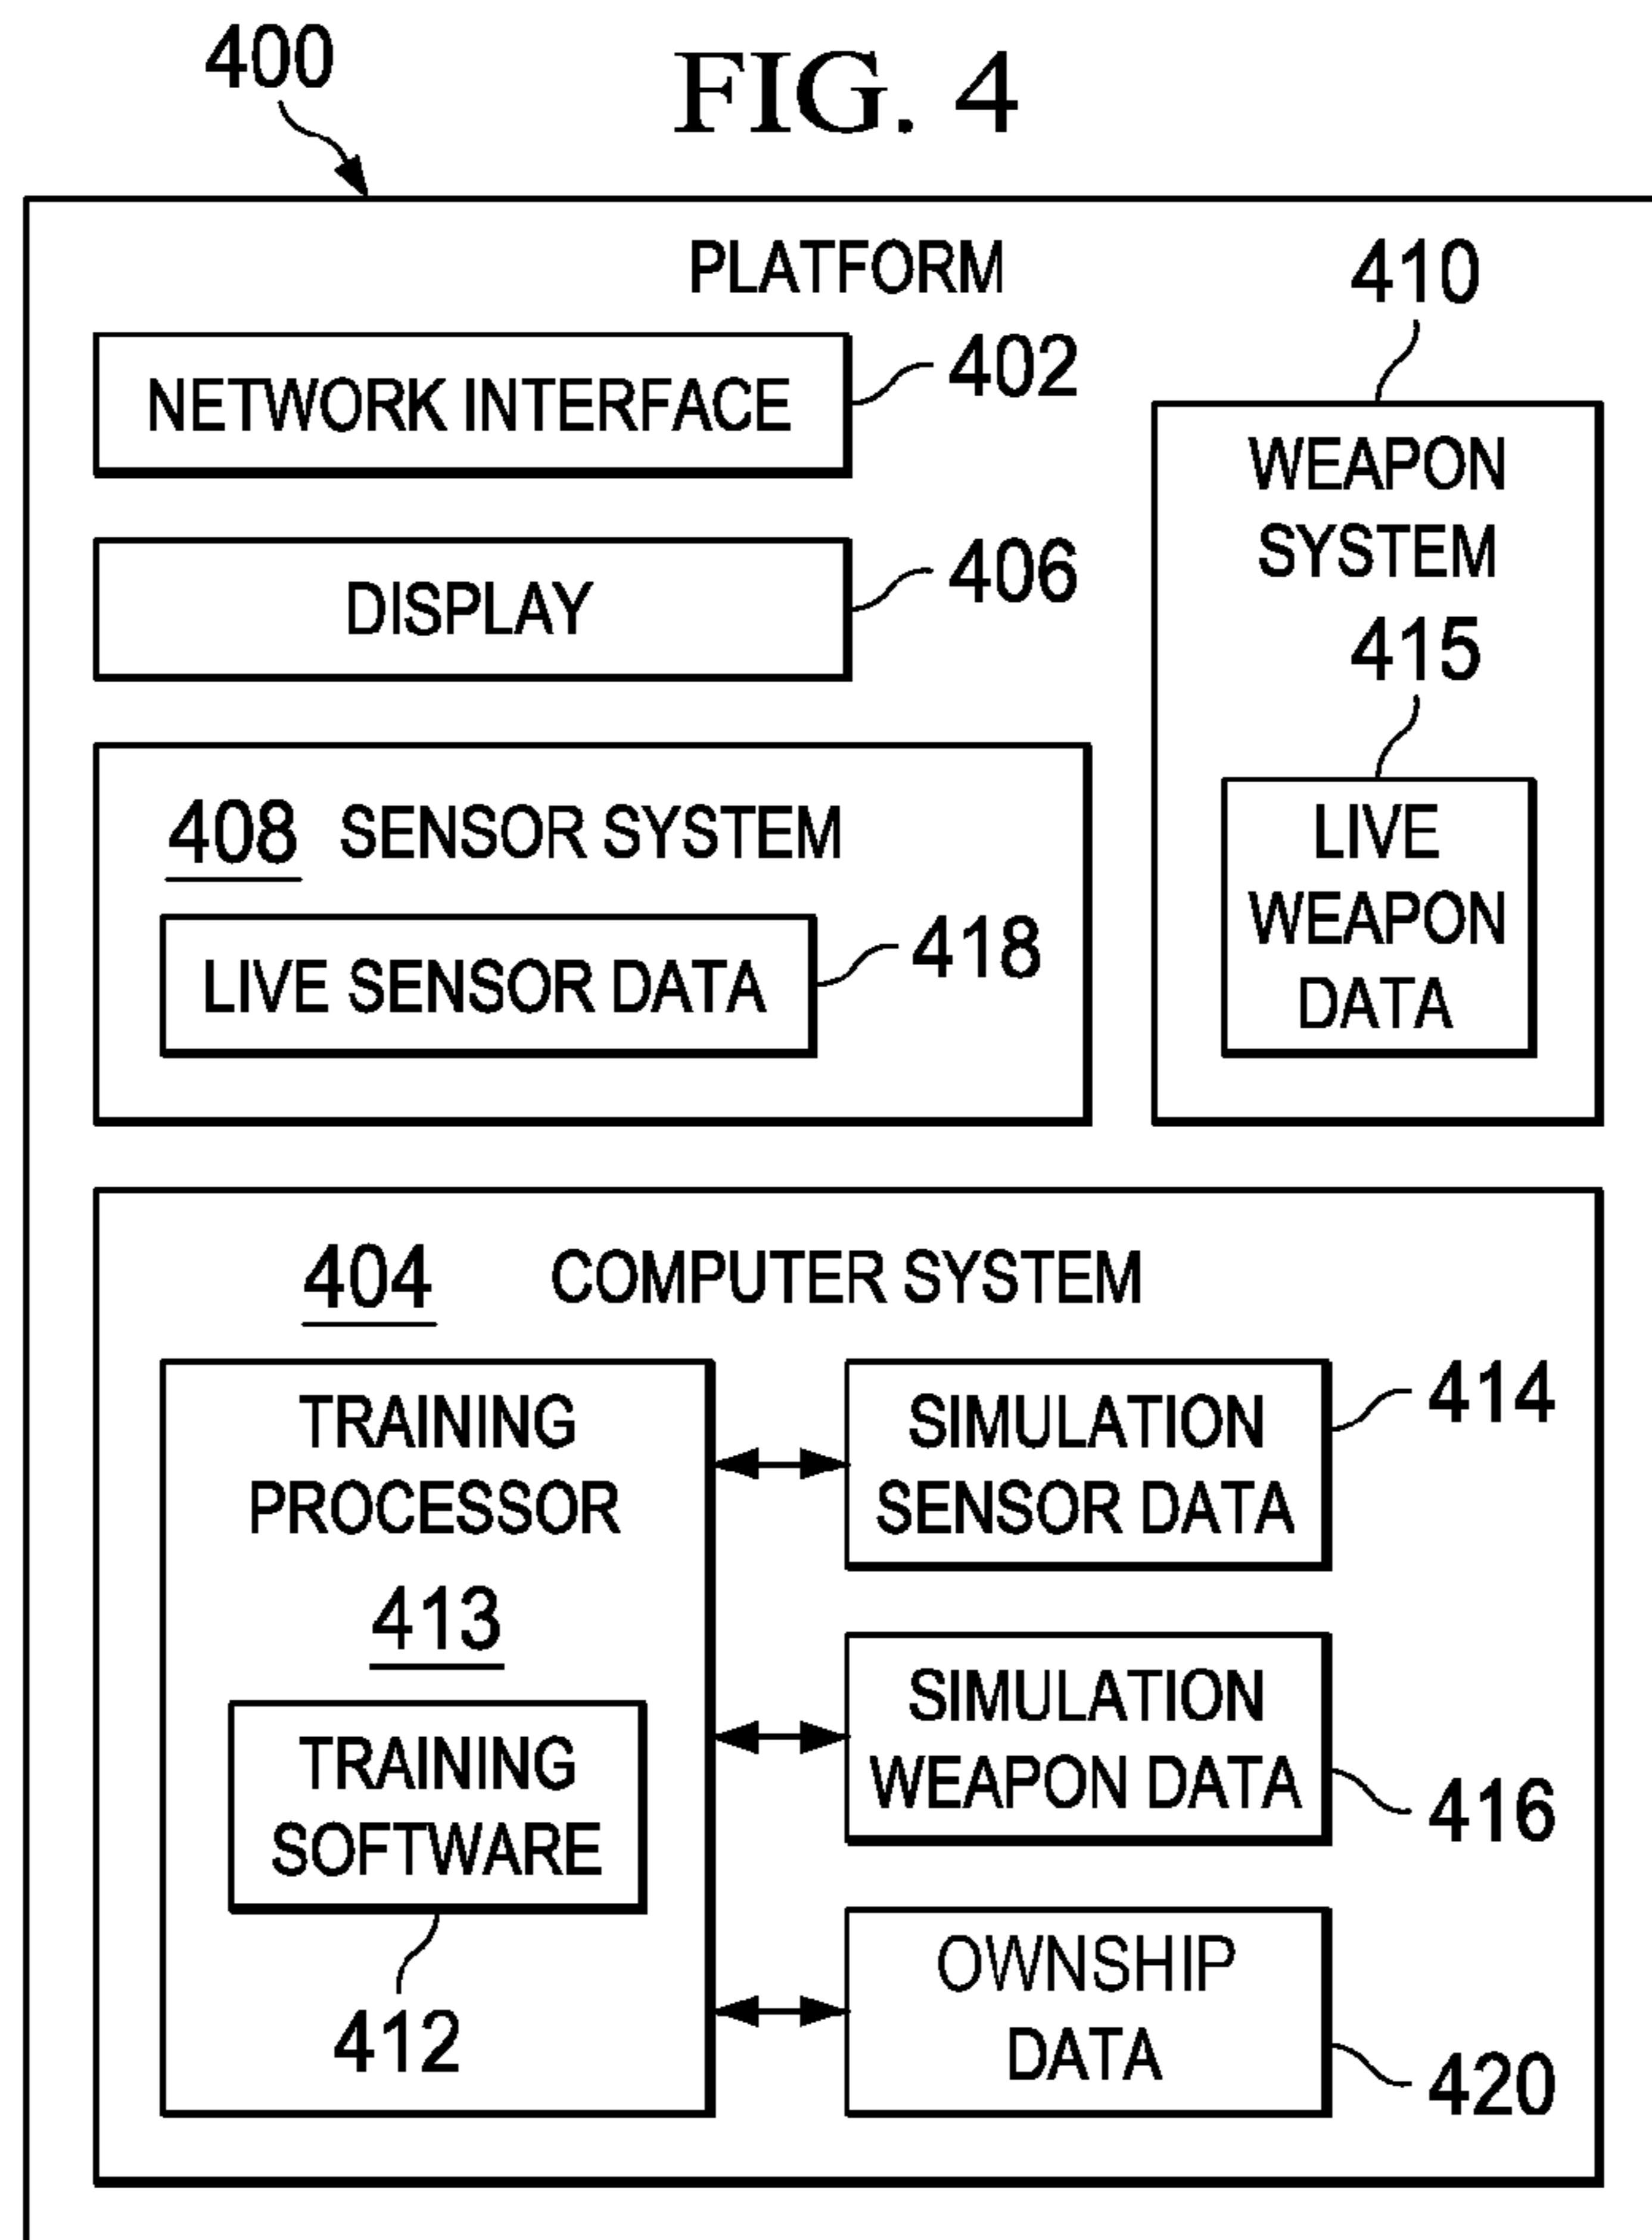 400
FIG. 4
PLATFORM
NETWORK INTERFACE
402
DISPLAY
406
408 SENSOR SYSTEM
LIVE SENSOR DATA
418
410
WEAPON
SYSTEM
415
LIVE
WEAPON
DATA
404 COMPUTER SYSTEM
TRAINING
PROCESSOR
413
TRAINING
SOFTWARE
412
SIMULATION
SENSOR DATA
414
SIMULATION
WEAPON DATA
416
OWNSHIP
DATA
420